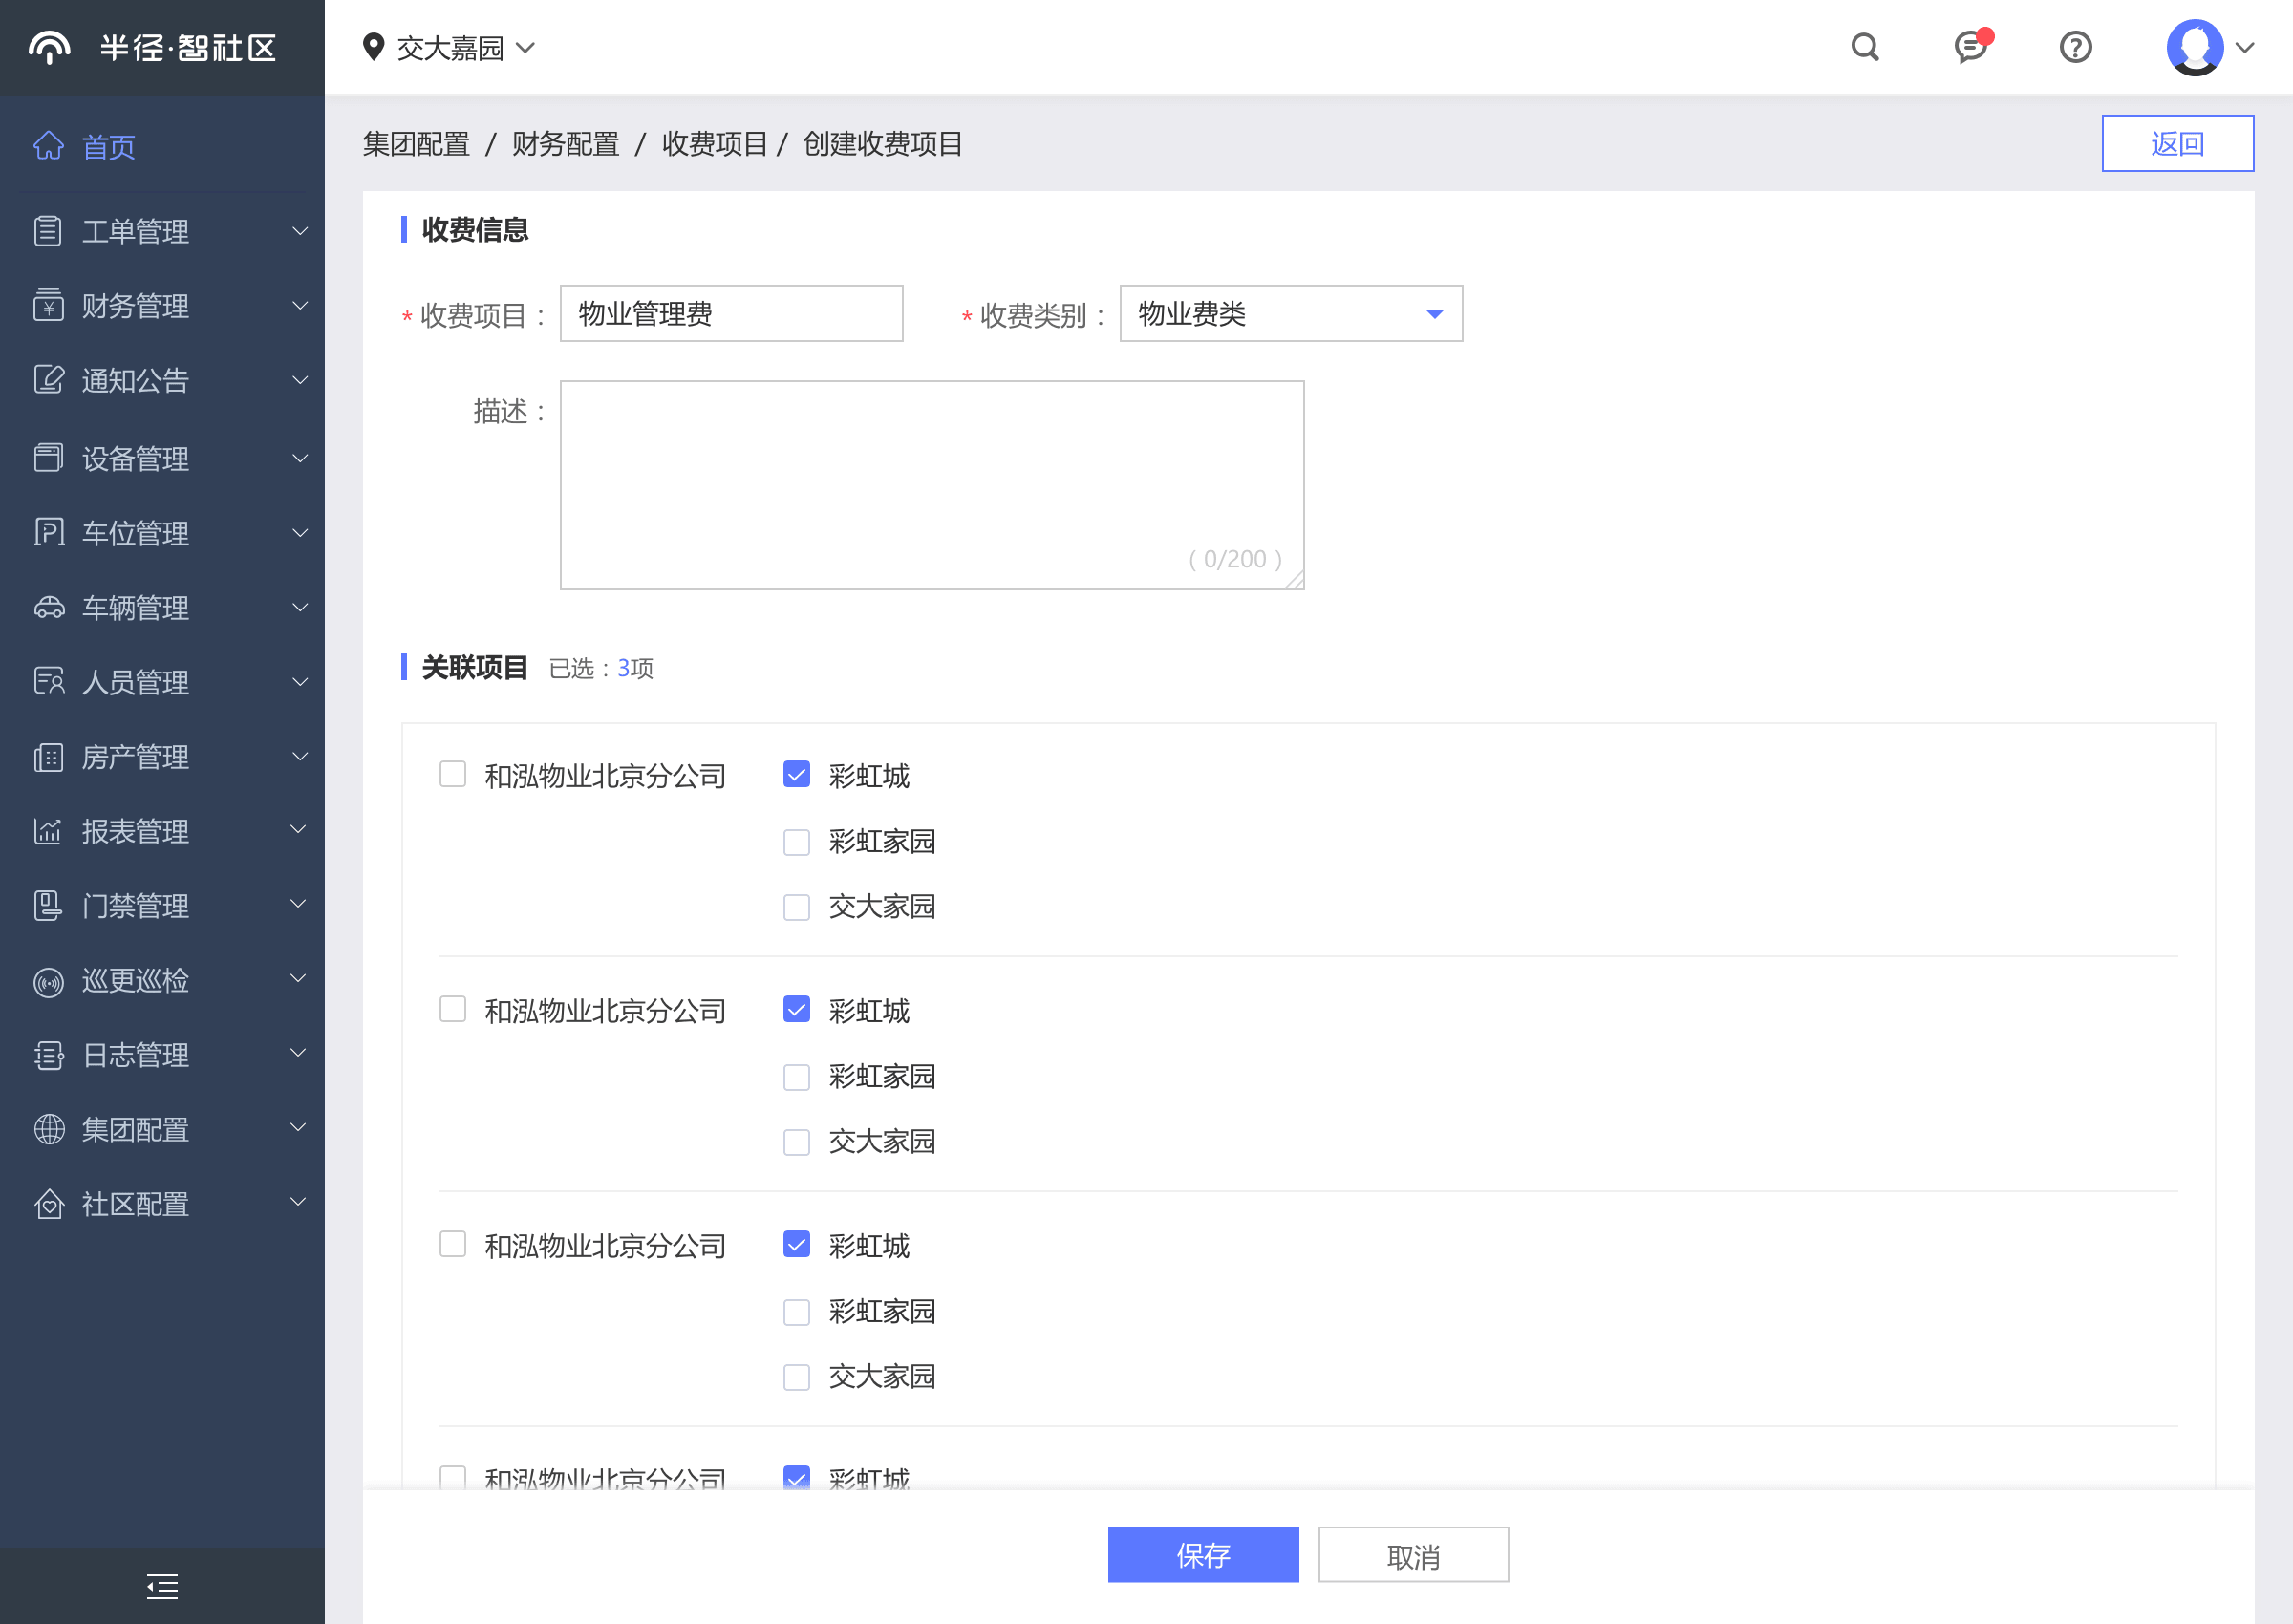 半径·智社区
交大嘉园
首页
工单管理
财务管理
通知公告
设备管理
车位管理
车辆管理
人员管理
房产管理
报表管理
门禁管理
巡更巡检
日志管理
集团配置
社区配置
集团配置 / 财务配置 / 收费项目 / 创建收费项目
返回
收费信息
* 收费项目： 物业管理费 * 收费类别： 物业费类
描述：
( 0/200 )
关联项目 已选：3项
和泓物业北京分公司 彩虹城
彩虹家园
交大家园
和泓物业北京分公司 彩虹城
彩虹家园
交大家园
和泓物业北京分公司 彩虹城
彩虹家园
交大家园
和泓物业北京分公司 彩虹城
保存 取消